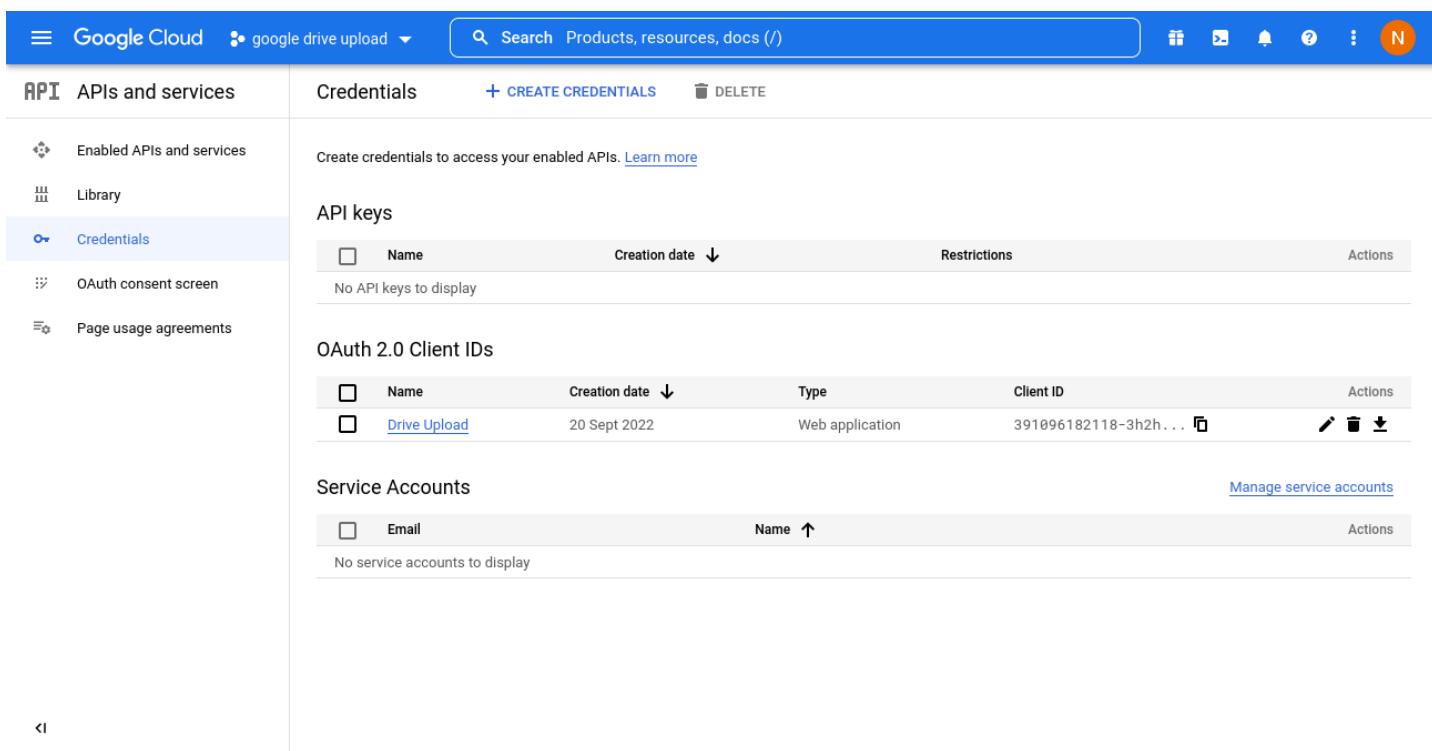 Google Cloud google drive upload Search Products, resources, docs (/) N
API APIs and services Credentials CREATE CREDENTIALS DELETE
Enabled APIs and services
Library
Credentials
OAuth consent screen
Page usage agreements
Create credentials to access your enabled APIs. Learn more
API keys
Name Creation date Restrictions Actions
No API keys to display
OAuth 2.0 Client IDs
Name Creation date Type Client ID Actions
Drive Upload 20 Sept 2022 Web application 391096182118-3h2h...
Service Accounts Manage service accounts
Email Name Actions
No service accounts to display